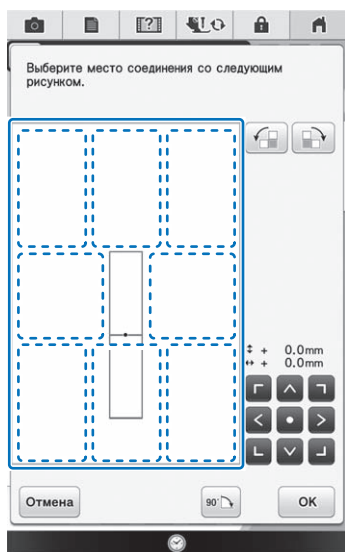 [?]
Выберите место соединения со следующим
рисунком.
+ 0.0mm
+ 0.0mm
Отмена
90°
OK